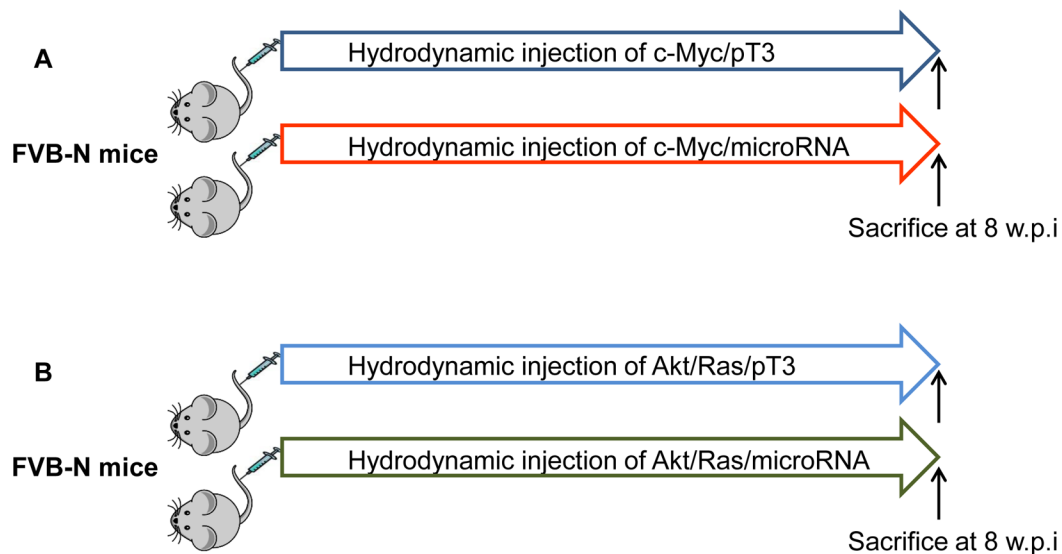 A
Hydrodynamic injection of c-Myc/pT3
FVB-N mice
Hydrodynamic injection of c-Myc/microRNA
Sacrifice at 8 w.p.i
B
Hydrodynamic injection of Akt/Ras/pT3
FVB-N mice
Hydrodynamic injection of Akt/Ras/microRNA
Sacrifice at 8 w.p.i